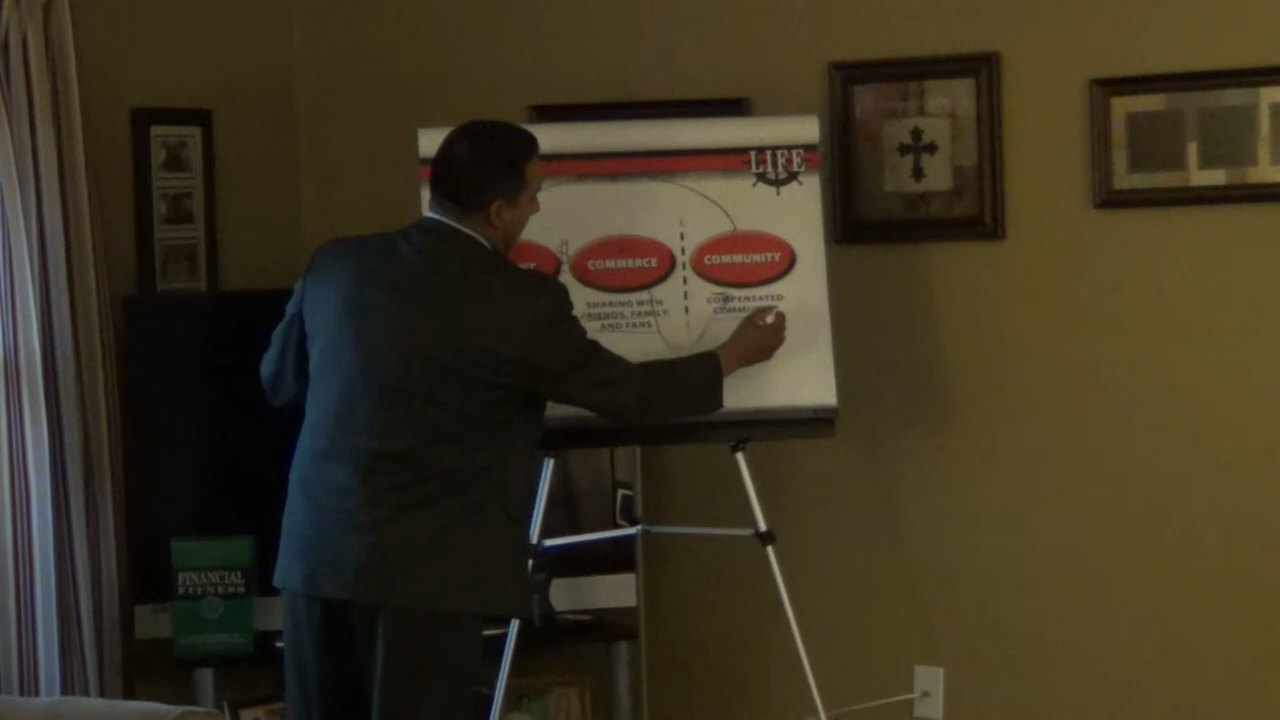 LIFE
COMMERCE
COMMUNITY
SHARING WITH
FRIENDS, FAMILY
AND FANS
COMPENSATED
FINANCIAL
FITNESS